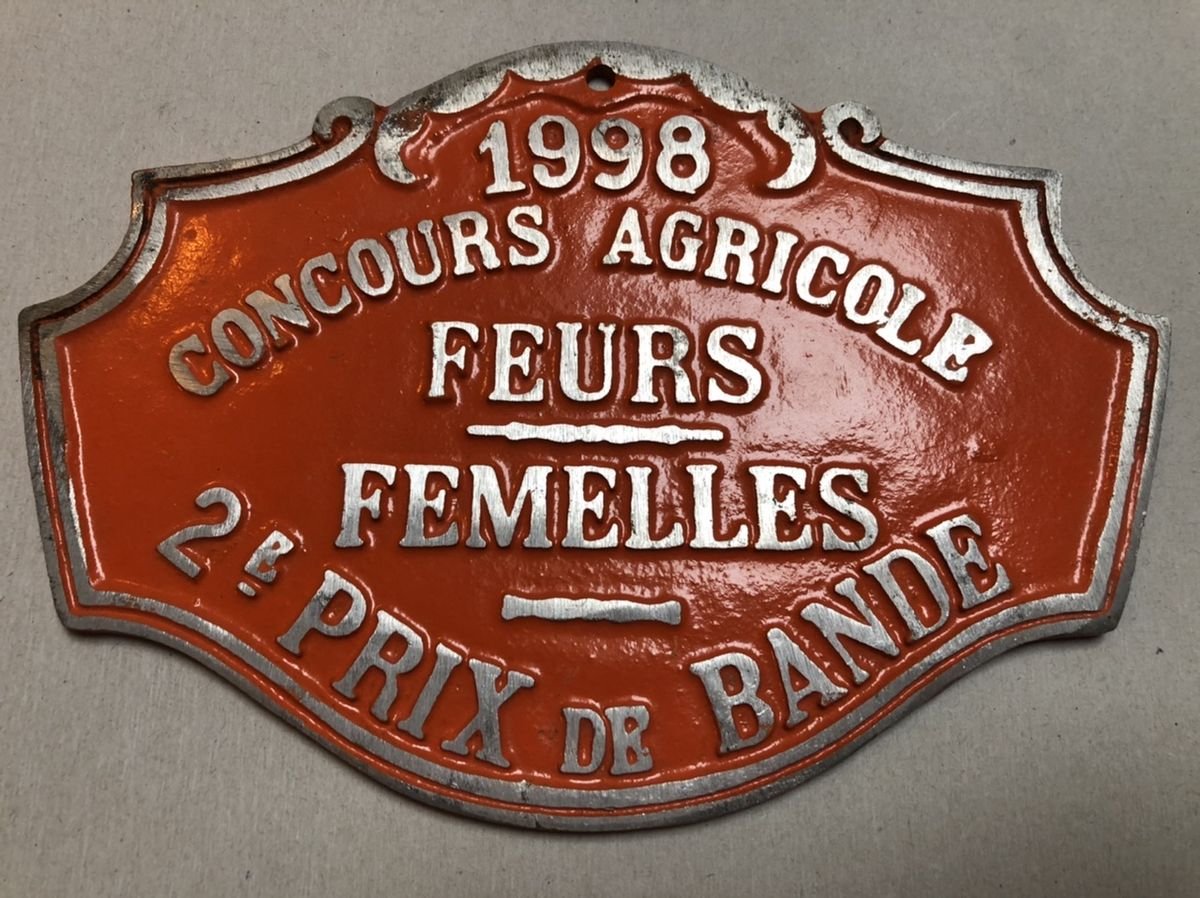 1998
CONCOURS AGRICOLE
FEURS
FEMELLES
2E PRIX DE BANDE